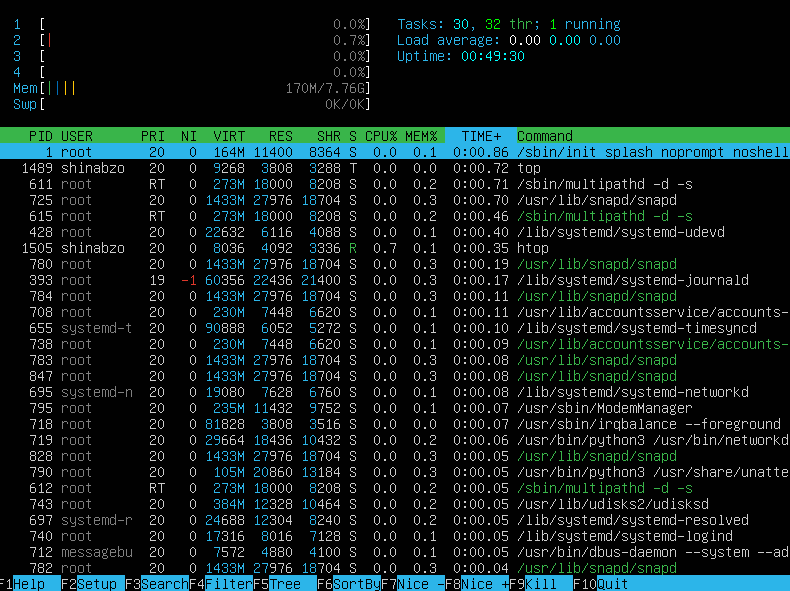 1 [ 0.0%] Tasks: 30, 32 thr; 1 running
2 [| 0.7%] Load average: 0.00 0.00 0.00
3 [ 0.0%] Uptime: 00:49:30
4 [ 0.0%]
Mem[|||| 170M/7.76G]
Swp[ 0K/0K]
PID USER PRI NI VIRT RES SHR S CPU% MEM% TIME+ Command
1 root 20 0 164M 11400 8364 S 0.0 0.1 0:00.86 /sbin/init splash noprompt noshell
1489 shinabzo 20 0 9268 3808 3288 T 0.0 0.0 0:00.72 top
611 root RT 0 273M 18000 8208 S 0.0 0.2 0:00.71 /sbin/multipathd -d -s
725 root 20 0 1433M 27976 18704 S 0.0 0.3 0:00.70 /usr/lib/snapd/snapd
615 root RT 0 273M 18000 8208 S 0.0 0.2 0:00.46 /sbin/multipathd -d -s
428 root 20 0 22632 6116 4088 S 0.0 0.1 0:00.40 /lib/systemd/systemd-udevd
1505 shinabzo 20 0 8036 4092 3336 R 0.7 0.1 0:00.35 htop
780 root 20 0 1433M 27976 18704 S 0.0 0.3 0:00.19 /usr/lib/snapd/snapd
393 root 19 -1 60356 22436 21400 S 0.0 0.3 0:00.17 /lib/systemd/systemd-journald
784 root 20 0 1433M 27976 18704 S 0.0 0.3 0:00.11 /usr/lib/snapd/snapd
708 root 20 0 230M 7448 6620 S 0.0 0.1 0:00.11 /usr/lib/accountsservice/accounts-
655 systemd-t 20 0 90888 6052 5272 S 0.0 0.1 0:00.10 /lib/systemd/systemd-timesyncd
738 root 20 0 230M 7448 6620 S 0.0 0.1 0:00.09 /usr/lib/accountsservice/accounts-
783 root 20 0 1433M 27976 18704 S 0.0 0.3 0:00.08 /usr/lib/snapd/snapd
847 root 20 0 1433M 27976 18704 S 0.0 0.3 0:00.08 /usr/lib/snapd/snapd
695 systemd-n 20 0 19080 7628 6760 S 0.0 0.1 0:00.08 /lib/systemd/systemd-networkd
795 root 20 0 235M 11432 9752 S 0.0 0.1 0:00.07 /usr/sbin/ModemManager
718 root 20 0 81828 3808 3516 S 0.0 0.0 0:00.07 /usr/sbin/irqbalance --foreground
719 root 20 0 29664 18436 10432 S 0.0 0.2 0:00.06 /usr/bin/python3 /usr/bin/networkd
828 root 20 0 1433M 27976 18704 S 0.0 0.3 0:00.06 /usr/lib/snapd/snapd
790 root 20 0 105M 20860 13184 S 0.0 0.3 0:00.06 /usr/bin/python3 /usr/share/unatte
612 root RT 0 273M 18000 8208 S 0.0 0.2 0:00.06 /sbin/multipathd -d -s
743 root 20 0 384M 12328 10464 S 0.0 0.2 0:00.05 /usr/lib/udisks2/udisksd
697 systemd-r 20 0 24688 12304 8240 S 0.0 0.2 0:00.05 /lib/systemd/systemd-resolved
740 root 20 0 17316 8016 7128 S 0.0 0.1 0:00.05 /lib/systemd/systemd-logind
712 messagebu 20 0 7572 4880 4100 S 0.0 0.1 0:00.05 /usr/bin/dbus-daemon --system --ad
782 root 20 0 1433M 27976 18704 S 0.0 0.3 0:00.04 /usr/lib/snapd/snapd
F1Help F2Setup F3SearchF4FilterF5Tree F6SortByF7Nice -F8Nice +F9Kill F10Quit